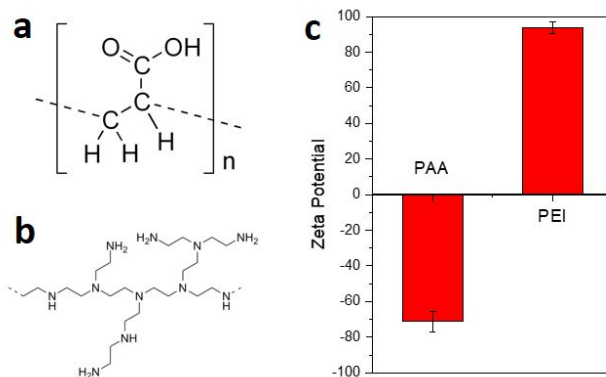 a
O
OH
C
C
C
H
H
H
n
b
H₂N NH₂
NH₂ N
N N N N N
H H
NH
H₂N
c
Zeta Potential
100
80
60
40
20
0
-20
-40
-60
-80
-100
PAA
PEI